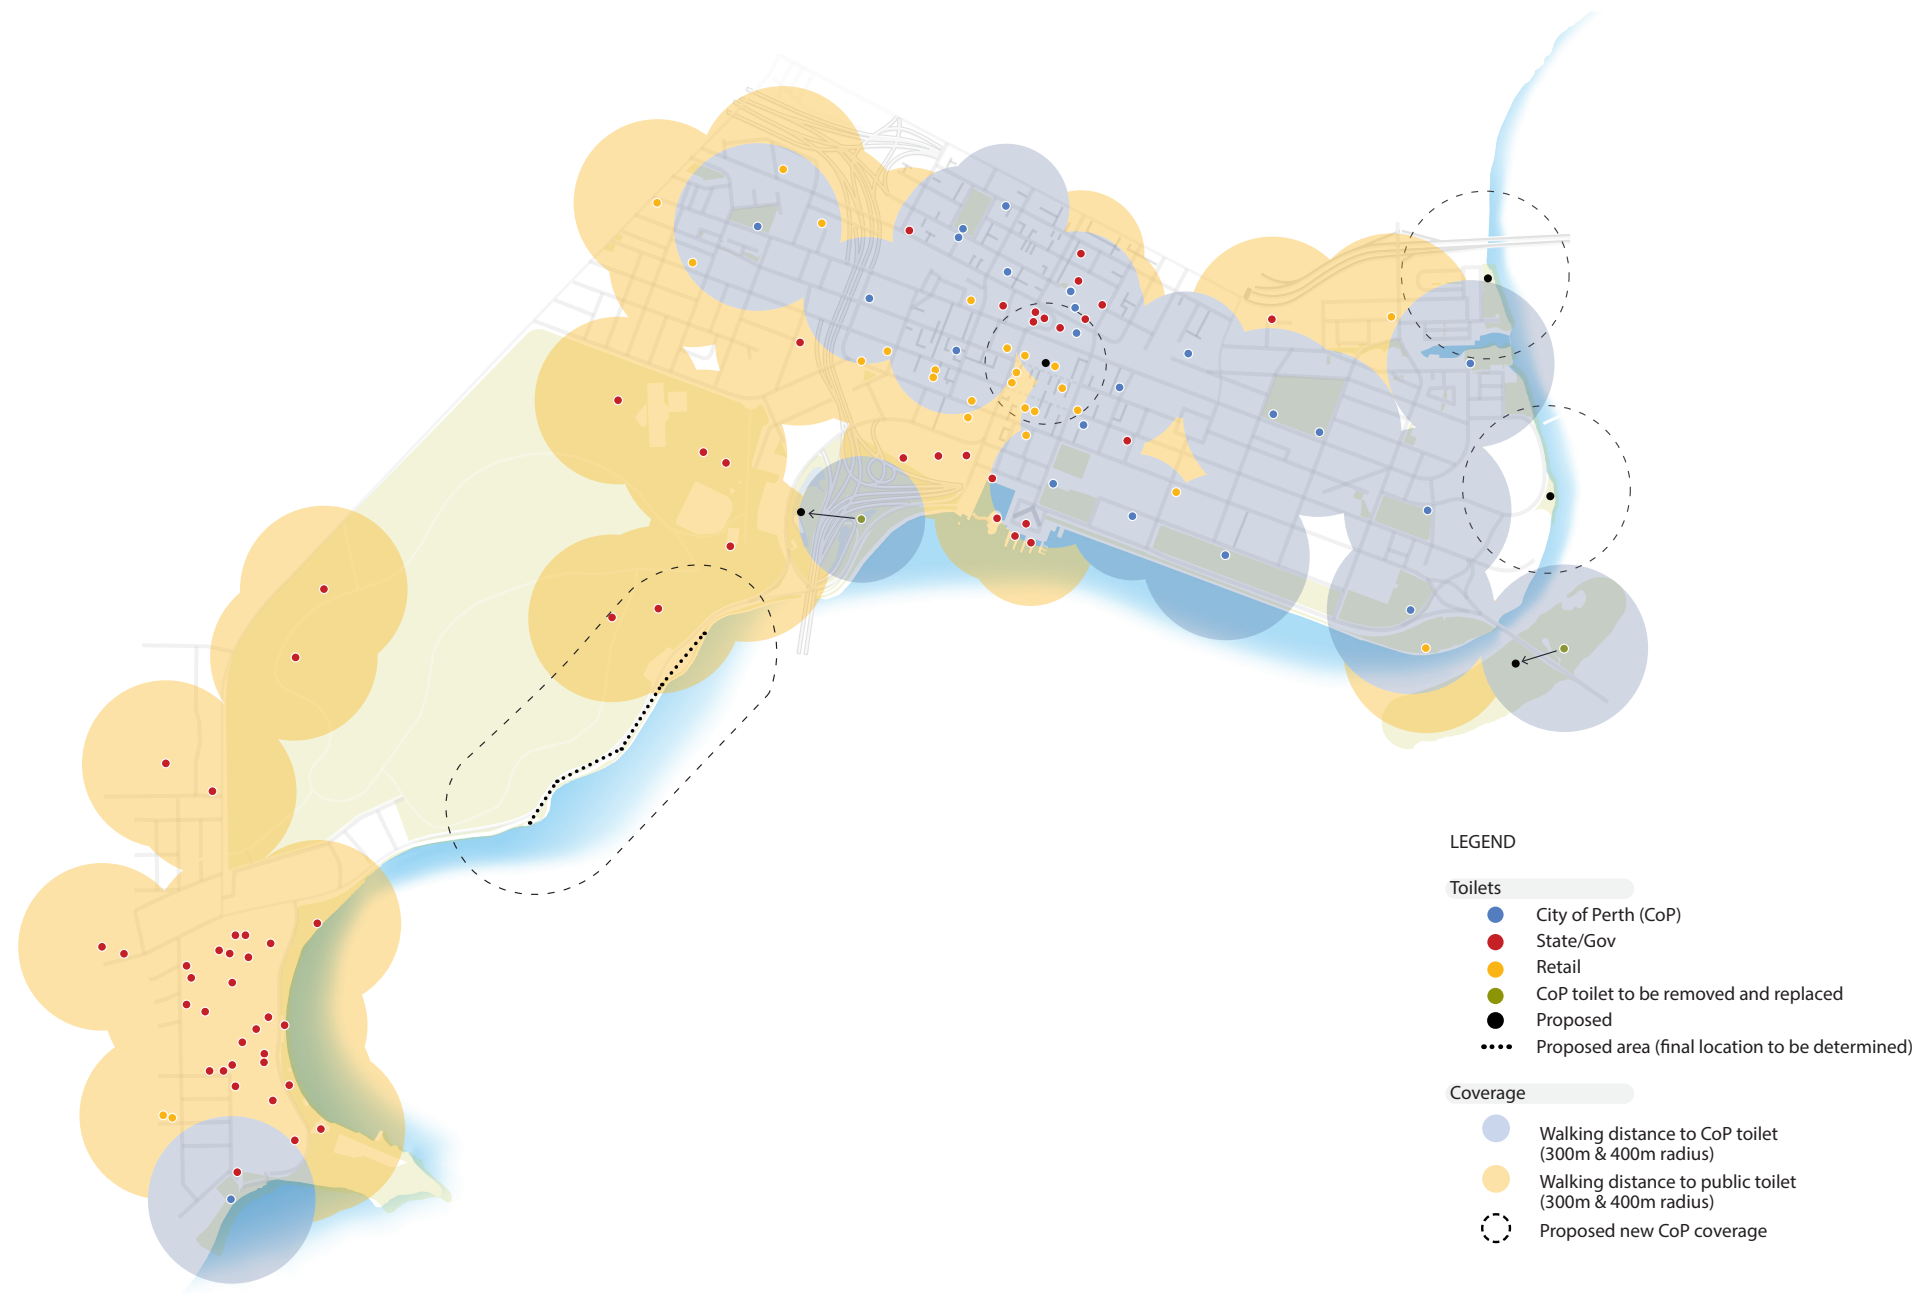 LEGEND
Toilets
City of Perth (CoP)
State/Gov
Retail
CoP toilet to be removed and replaced
Proposed
Proposed area (final location to be determined)
Coverage
Walking distance to CoP toilet
(300m & 400m radius)
Walking distance to public toilet
(300m & 400m radius)
Proposed new CoP coverage